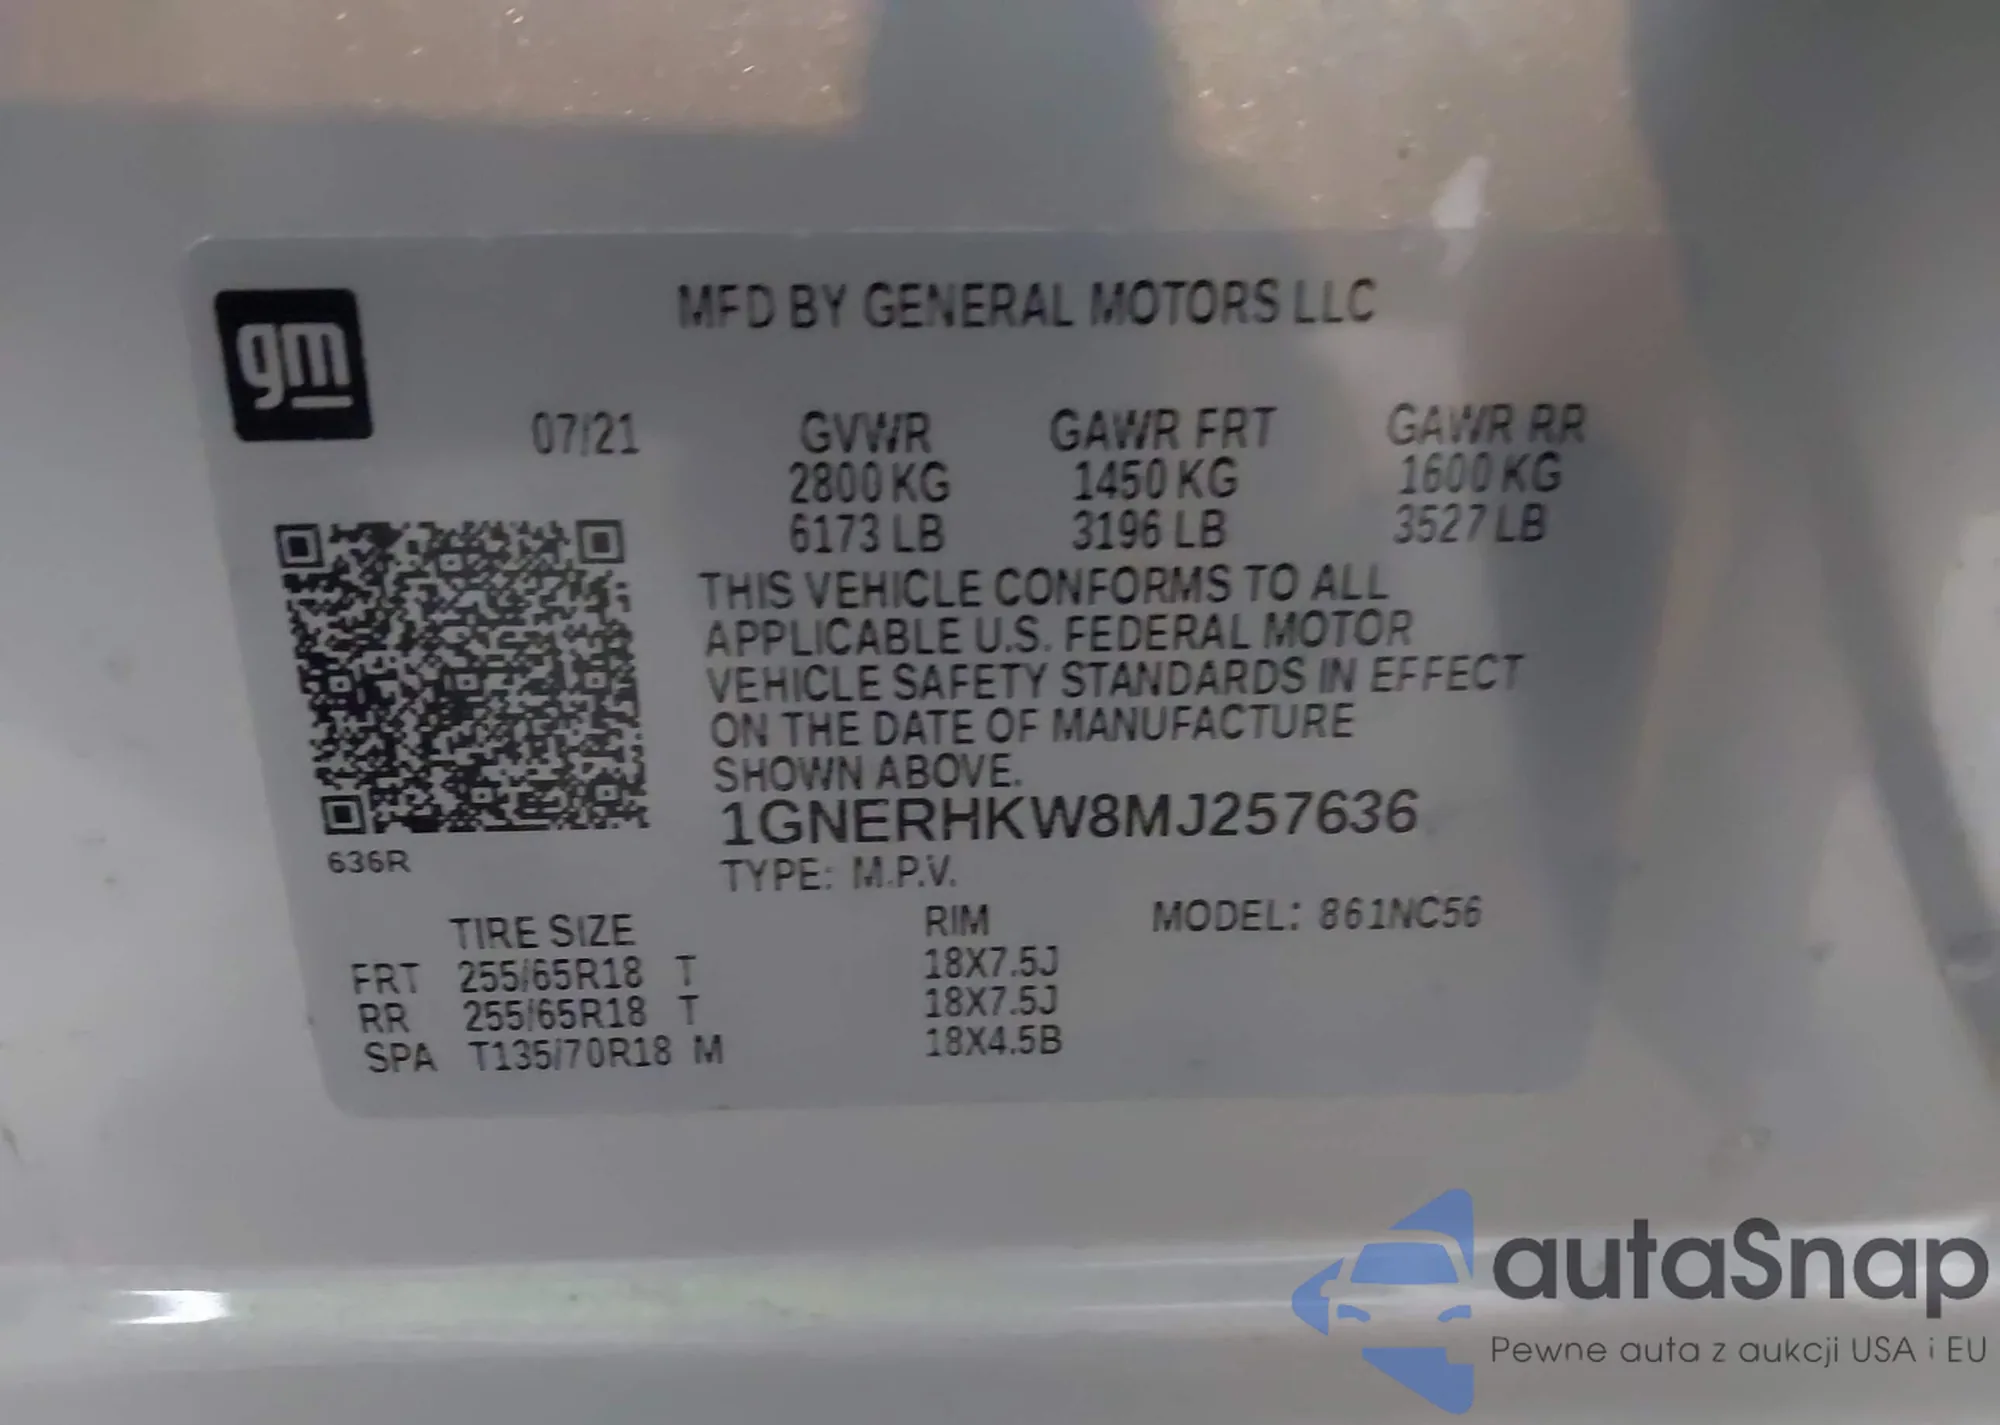 gm
MFD BY GENERAL MOTORS LLC
07/21 GVWR GAWR FRT GAWR RR
2800 KG 1450 KG 1600 KG
6173 LB 3196 LB 3527 LB
THIS VEHICLE CONFORMS TO ALL
APPLICABLE U.S. FEDERAL MOTOR
VEHICLE SAFETY STANDARDS IN EFFECT
ON THE DATE OF MANUFACTURE
SHOWN ABOVE.
1GNERHKW8MJ257636
636R
TYPE: M.P.V.
TIRE SIZE RIM MODEL: 861NC56
FRT 255/65R18 T 18X7.5J
RR 255/65R18 T 18X7.5J
SPA T135/70R18 M 18X4.5B
autaSnap
Pewne auta z aukcji USA i EU